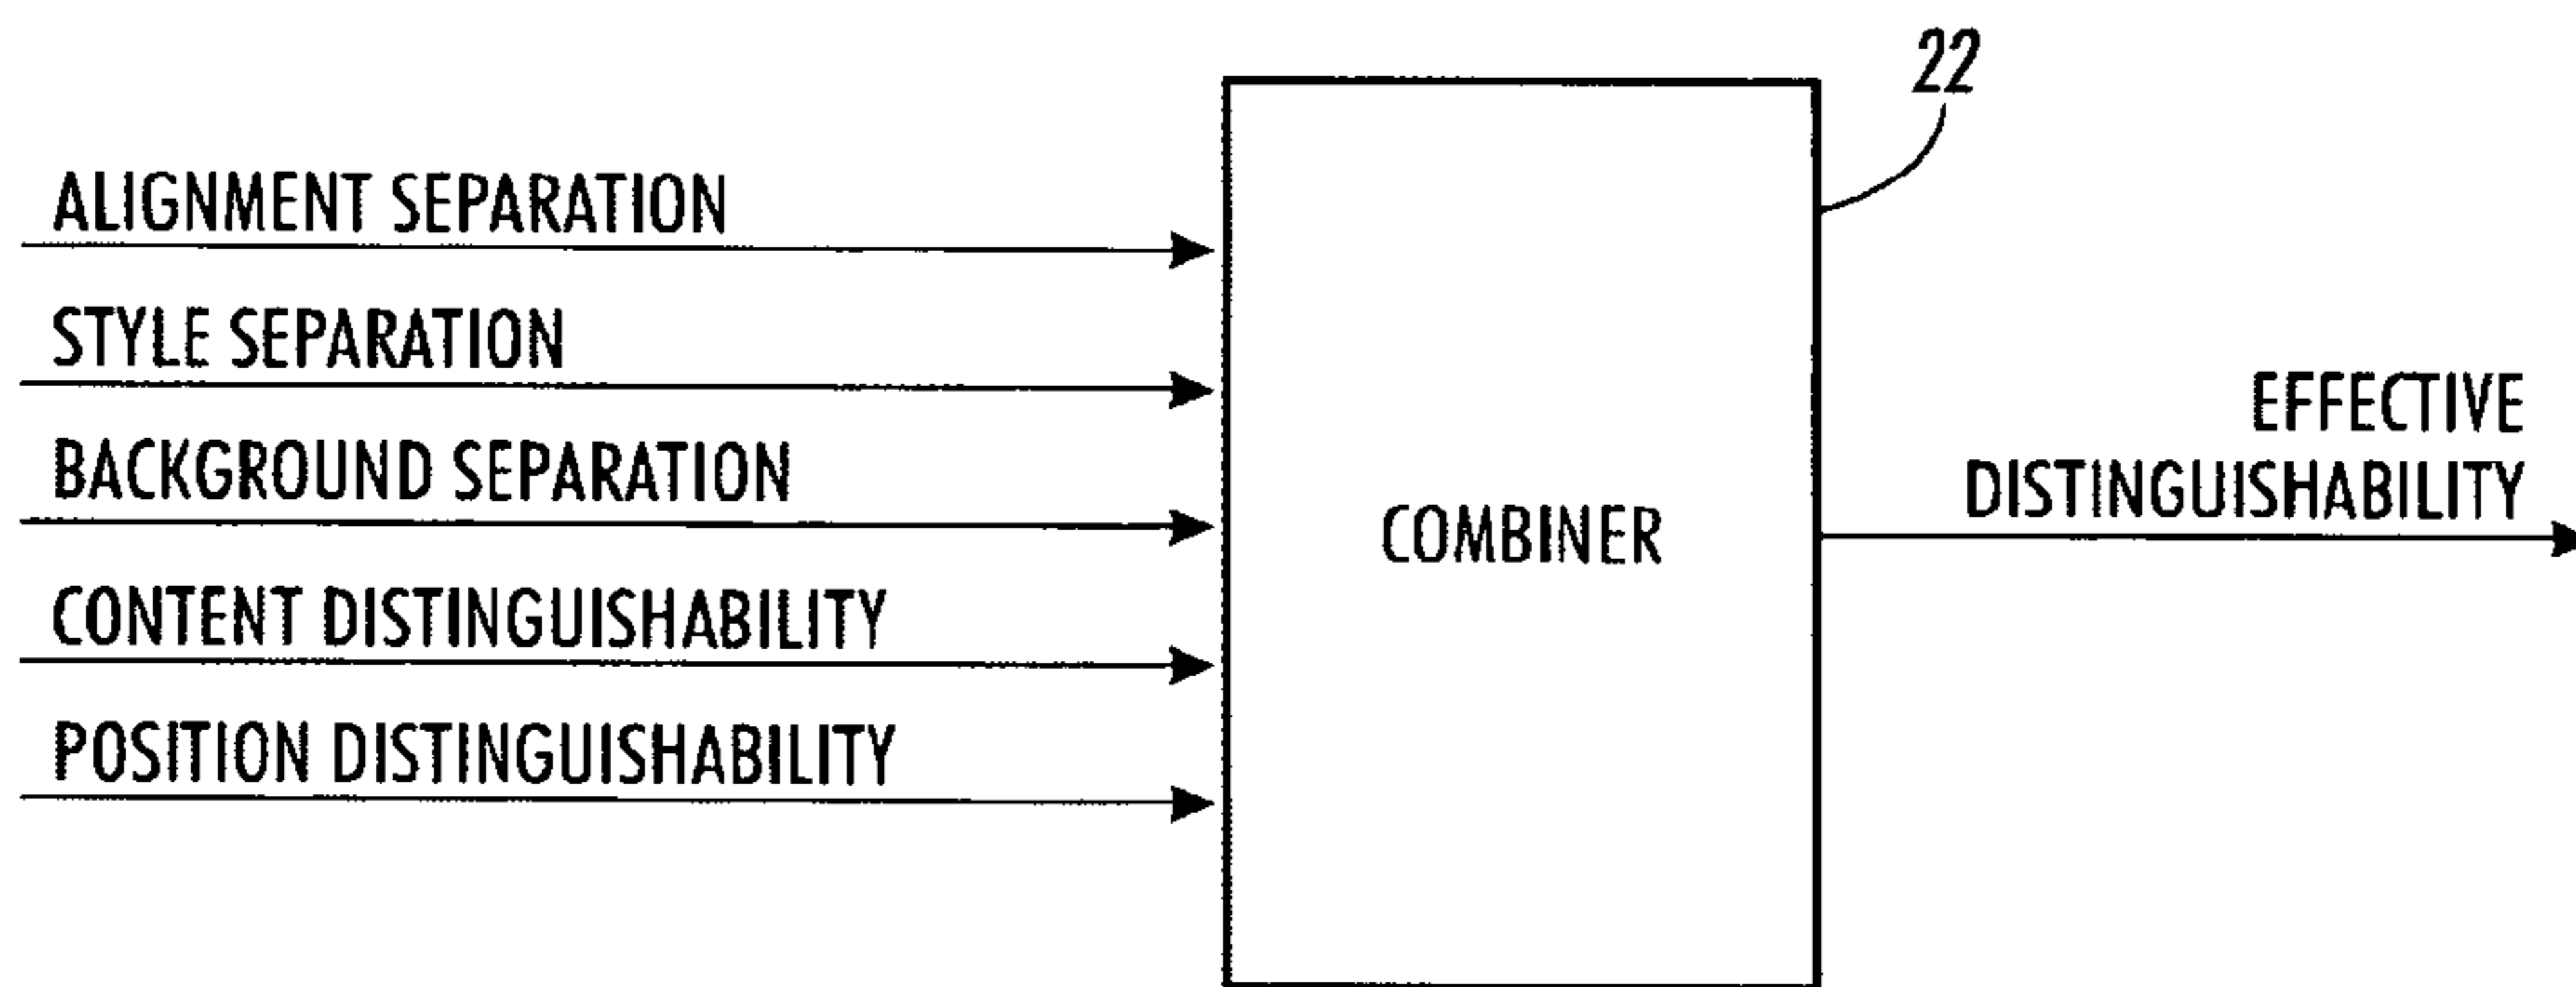 22
ALIGNMENT SEPARATION
STYLE SEPARATION
BACKGROUND SEPARATION
CONTENT DISTINGUISHABILITY
POSITION DISTINGUISHABILITY
COMBINER
EFFECTIVE
DISTINGUISHABILITY